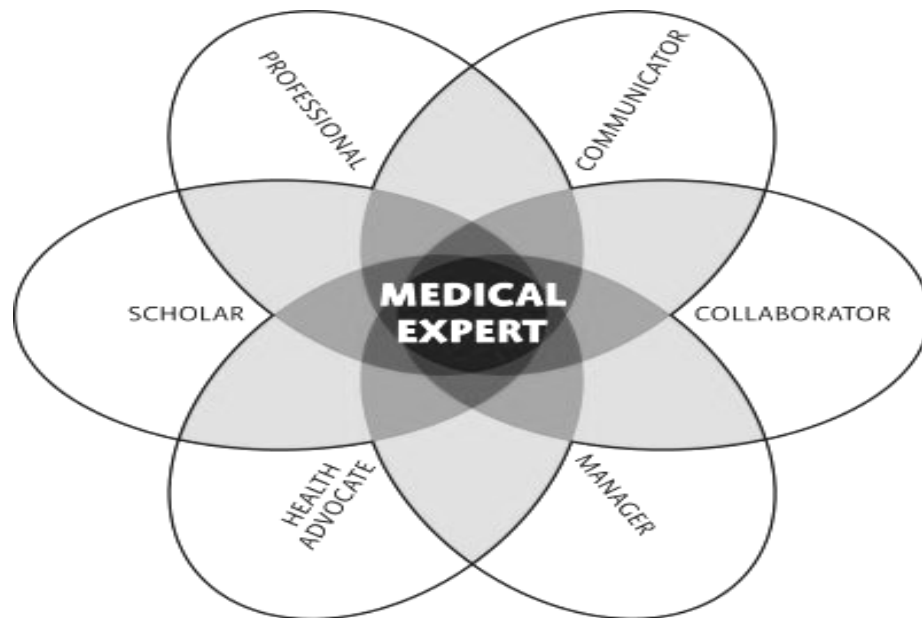 PROFESSIONAL
COMMUNICATOR
SCHOLAR
MEDICAL
EXPERT
COLLABORATOR
HEALTH
ADVOCATE
MANAGER